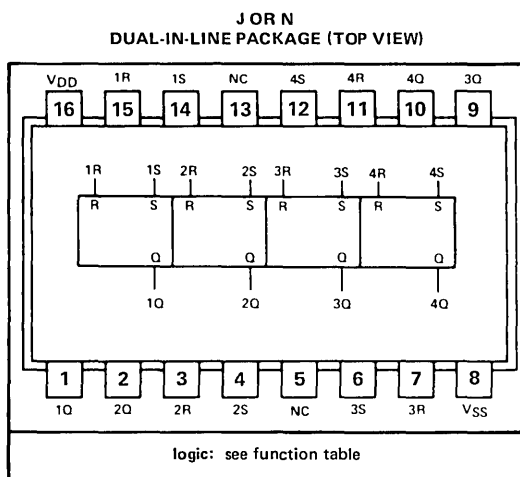 J OR N
DUAL-IN-LINE PACKAGE (TOP VIEW)
VDD 1R 1S NC 4S 4R 4Q 3Q
16 15 14 13 12 11 10 9
1R 1S 2R 2S 3R 3S 4R 4S
R S R S R S R S
Q Q Q Q
1Q 2Q 3Q 4Q
1 2 3 4 5 6 7 8
1Q 2Q 2R 2S NC 3S 3R VSS
logic: see function table